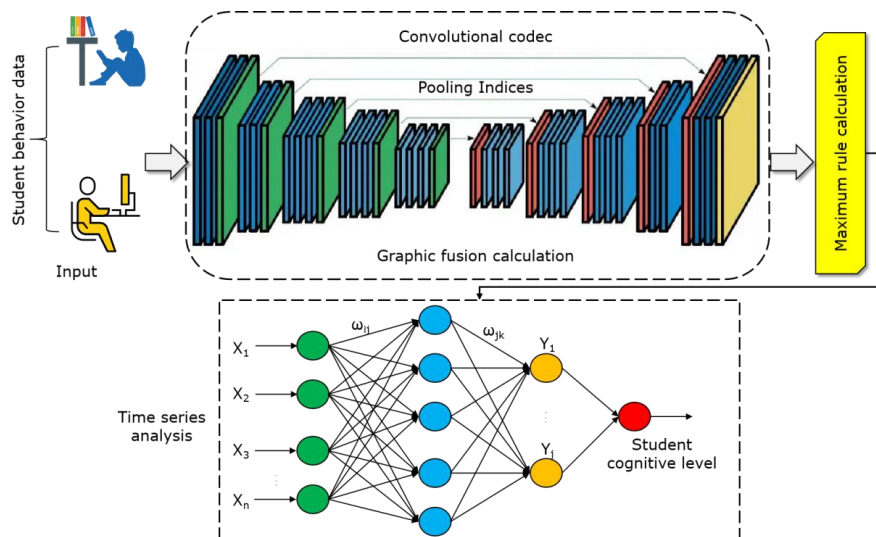 Student behavior data
Input
Convolutional codec
Pooling Indices
Graphic fusion calculation
Maximum rule calculation
Time series
analysis
X₁
X₂
X₃
Xₙ
ωᵢⱼ
ωⱼₖ
Y₁
Yⱼ
Student
cognitive level